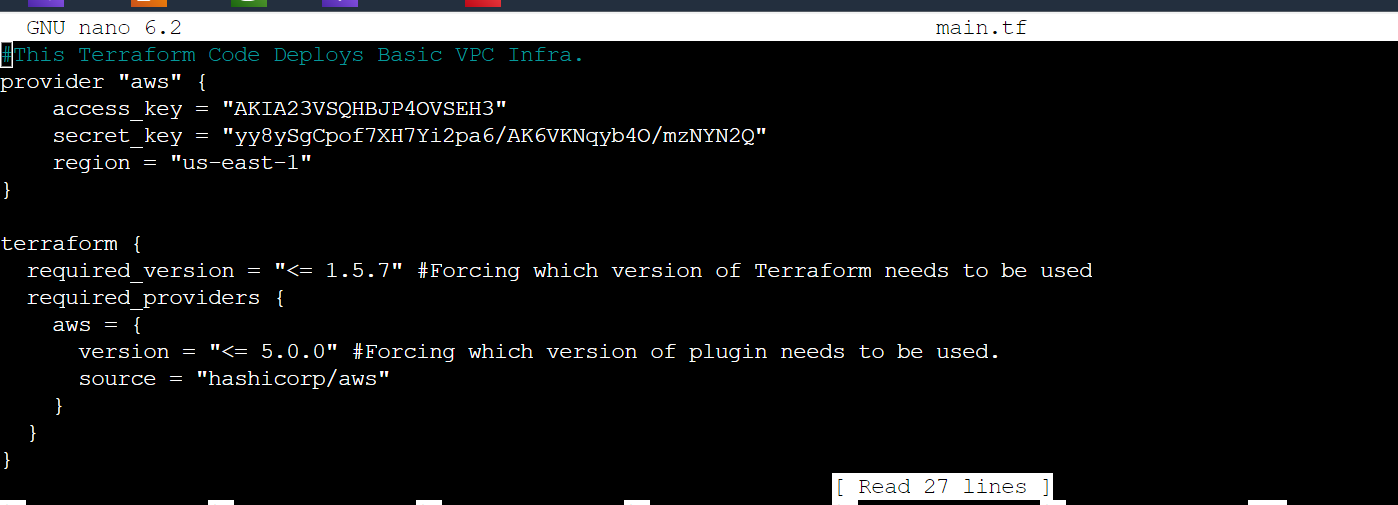 GNU nano 6.2 main.tf
#This Terraform Code Deploys Basic VPC Infra.
provider "aws" {
    access_key = "AKIA23VSQHBJP4OVSEH3"
    secret_key = "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"
    region = "us-east-1"
}

terraform {
  required_version = "<= 1.5.7" #Forcing which version of Terraform needs to be used
  required_providers {
    aws = {
      version = "<= 5.0.0" #Forcing which version of plugin needs to be used.
      source = "hashicorp/aws"
    }
  }
}
[ Read 27 lines ]